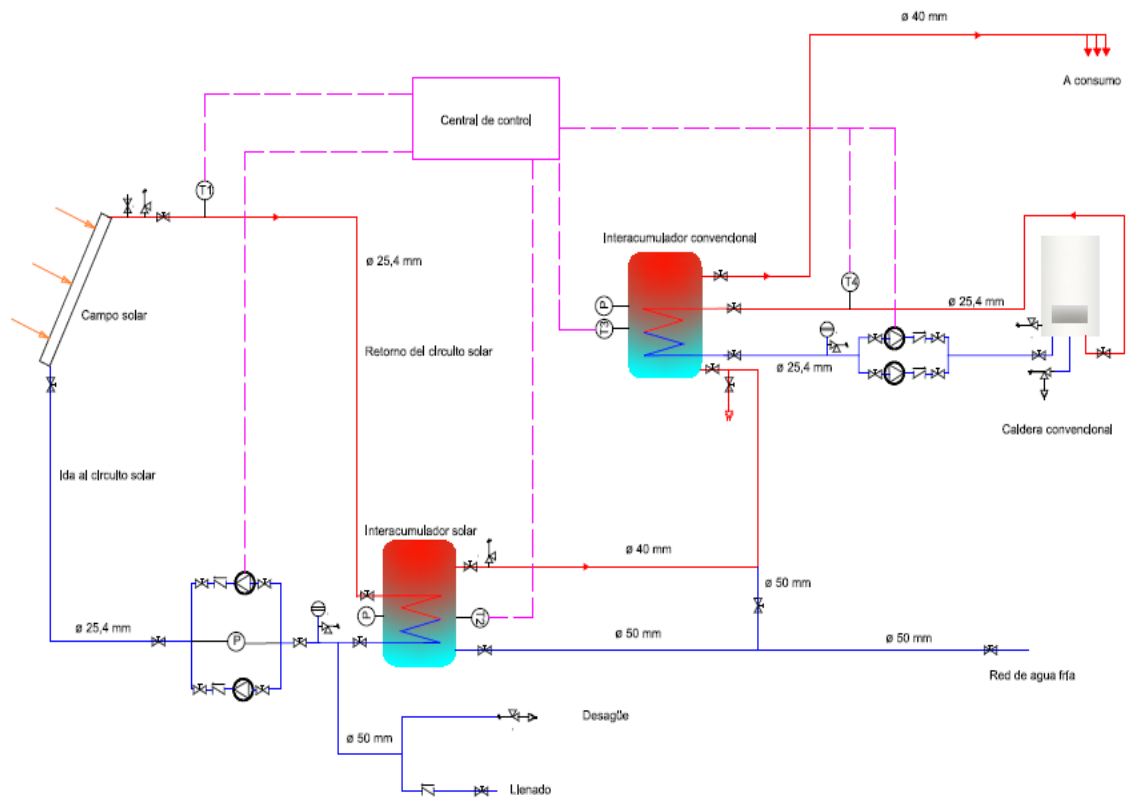 ø 40 mm
A consumo
Central de control
T1
Interacumulador convencional
ø 25,4 mm
P
T3
T4
ø 25,4 mm
Campo solar
Retorno del circuito solar
ø 25,4 mm
Caldera convencional
Ida al circuito solar
Interacumulador solar
ø 40 mm
ø 50 mm
P
T2
ø 25,4 mm
P
ø 50 mm
ø 50 mm
Red de agua fría
Desagüe
ø 50 mm
Llenado